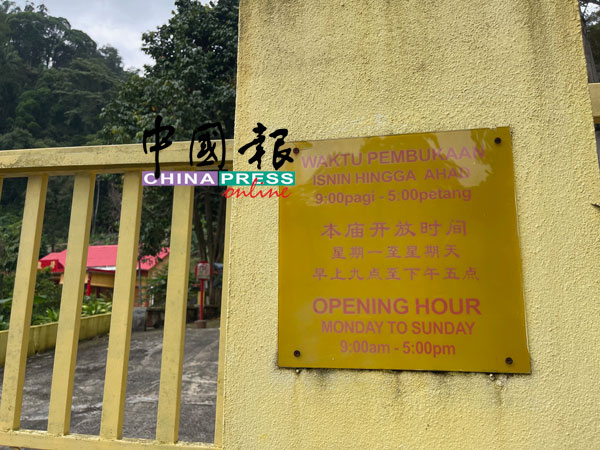 中國報
CHINA PRESS
online
WAKTU PEMBUKAAN
ISNIN HINGGA AHAD
9:00pagi - 5:00petang
本庙开放时间
星期一至星期天
早上九点至下午五点
OPENING HOUR
MONDAY TO SUNDAY
9:00am - 5:00pm